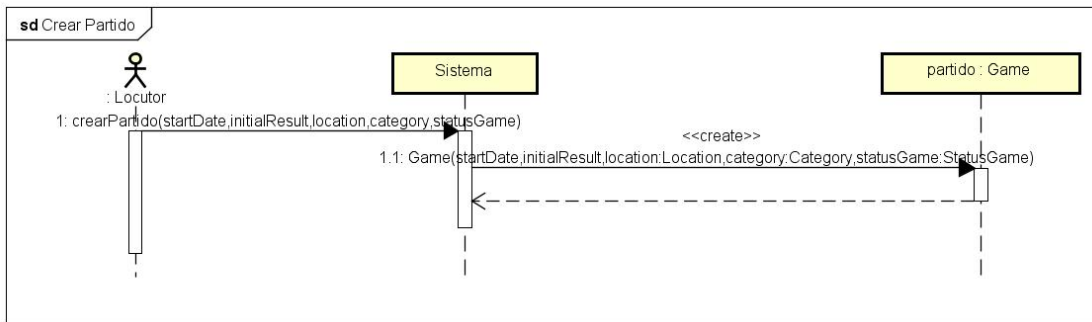 sd Crear Partido
: Locutor
Sistema
partido : Game
1: crearPartido(startDate,initialResult,location,category,statusGame)
<<create>>
1.1: Game(startDate,initialResult,location:Location,category:Category,statusGame:StatusGame)